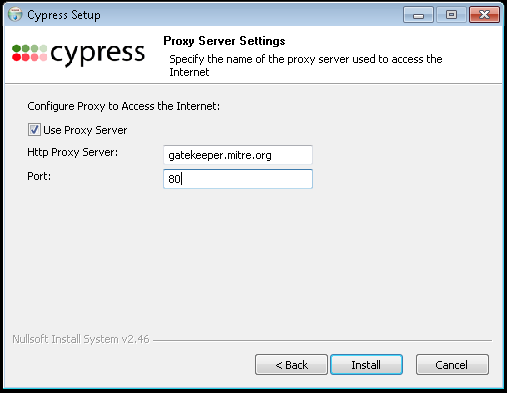 Cypress Setup
cypress
Proxy Server Settings
Specify the name of the proxy server used to access the
Internet
Configure Proxy to Access the Internet:
Use Proxy Server
Http Proxy Server:
gatekeeper.mitre.org
Port:
80
Nullsoft Install System v2.46
< Back
Install
Cancel